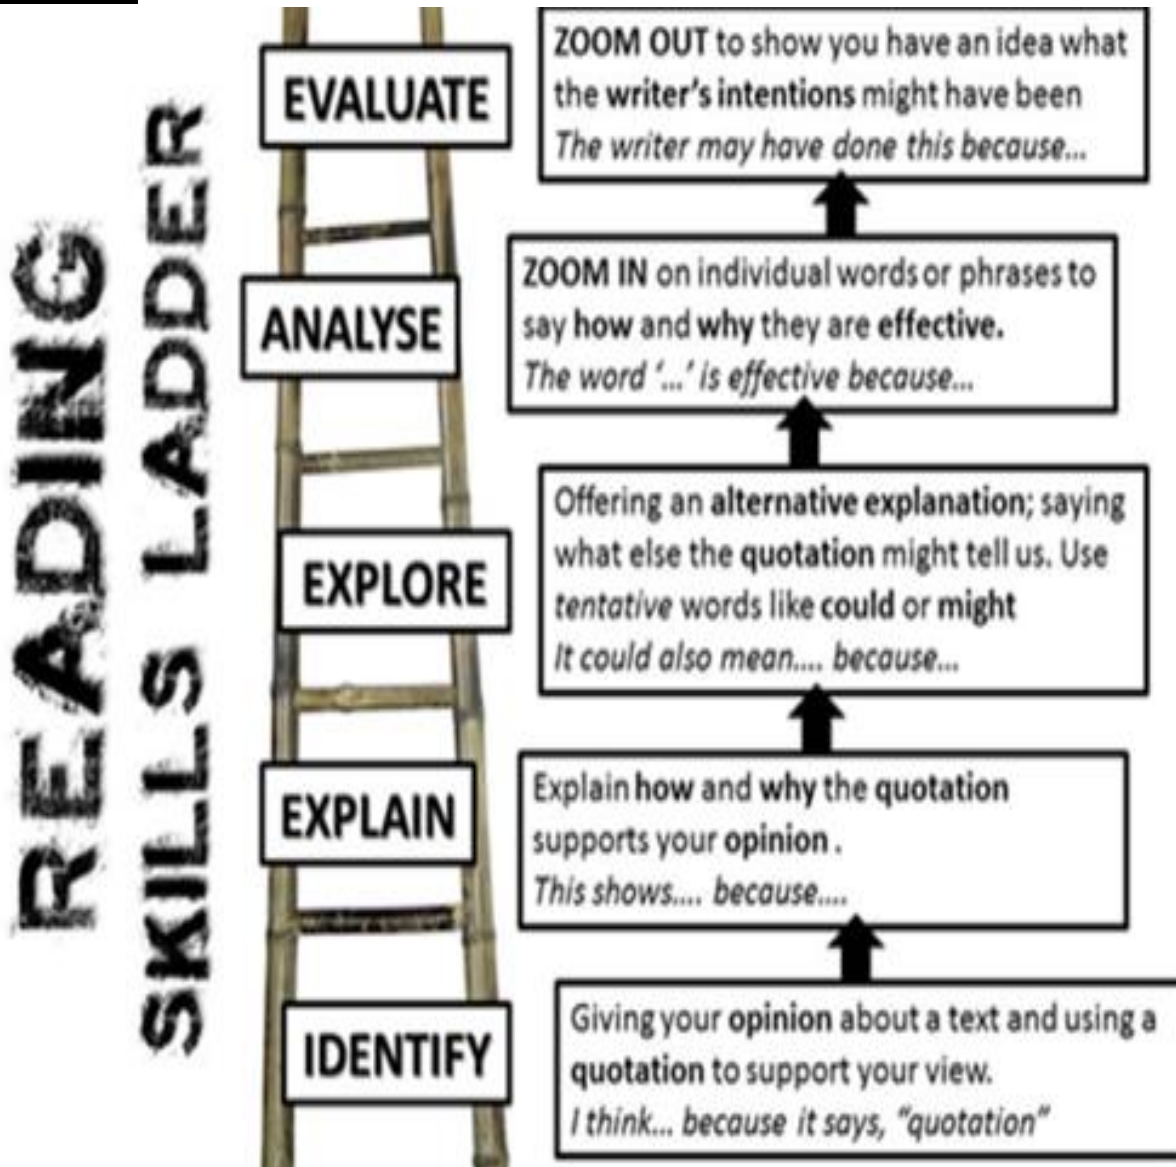 READING
SKILLS LADDER
EVALUATE
ZOOM OUT to show you have an idea what
the writer's intentions might have been
The writer may have done this because...
ANALYSE
ZOOM IN on individual words or phrases to
say how and why they are effective.
The word '...' is effective because...
EXPLORE
Offering an alternative explanation; saying
what else the quotation might tell us. Use
tentative words like could or might
It could also mean.... because...
EXPLAIN
Explain how and why the quotation
supports your opinion .
This shows.... because....
IDENTIFY
Giving your opinion about a text and using a
quotation to support your view.
I think... because it says, "quotation"